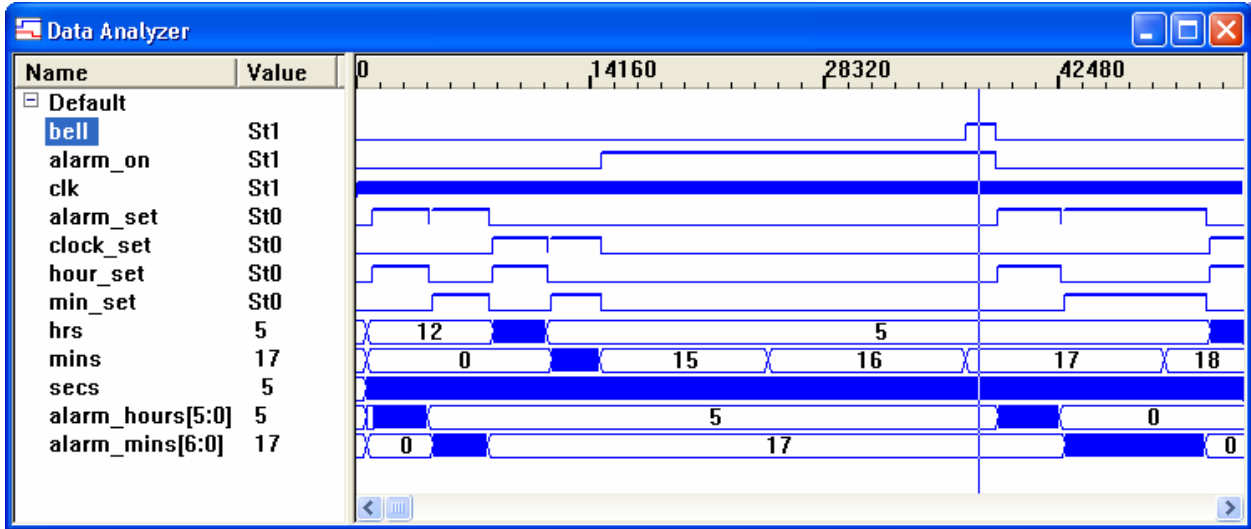 Data Analyzer
Name Value 0 14160 28320 42480
Default
bell St1
alarm_on St1
clk St1
alarm_set St0
clock_set St0
hour_set St0
min_set St0
hrs 5 12 5
mins 17 0 15 16 17 18
secs 5
alarm_hours[5:0] 5 5 0
alarm_mins[6:0] 17 0 17 0